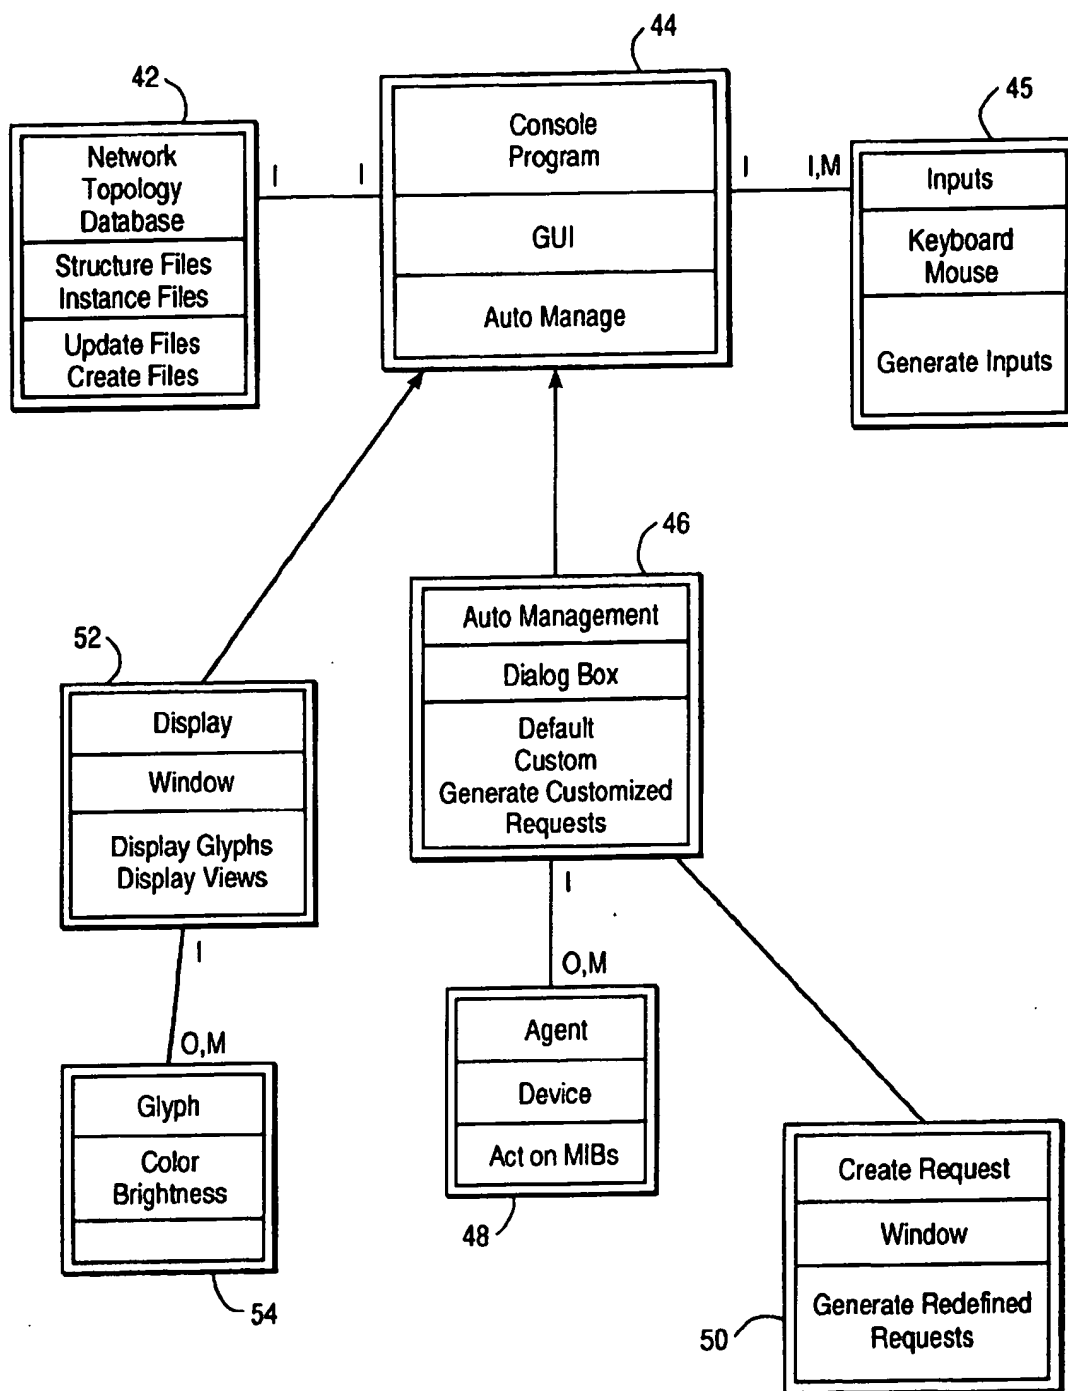 44
42
45
Console
Program
GUI
Auto Manage
Network
Topology
Database
Structure Files
Instance Files
Update Files
Create Files
I
I
I
I,M
Inputs
Keyboard
Mouse
Generate Inputs
46
Auto Management
Dialog Box
Default
Custom
Generate Customized
Requests
52
Display
Window
Display Glyphs
Display Views
I
O,M
I
O,M
Glyph
Color
Brightness
54
Agent
Device
Act on MIBs
48
Create Request
Window
Generate Redefined
Requests
50